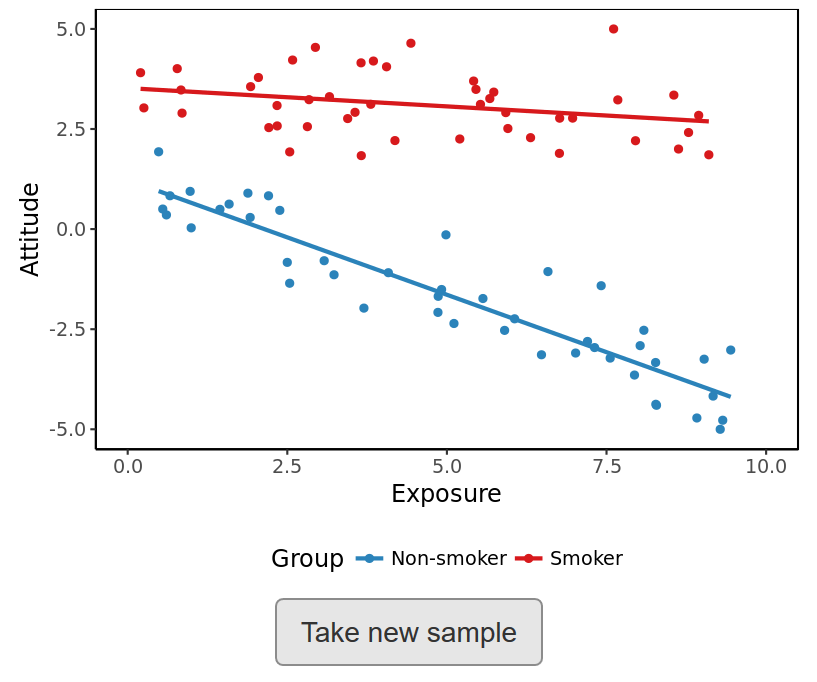 5.0
2.5
0.0
-2.5
-5.0
Attitude
0.0 2.5 5.0 7.5 10.0
Exposure
Group Non-smoker Smoker
Take new sample